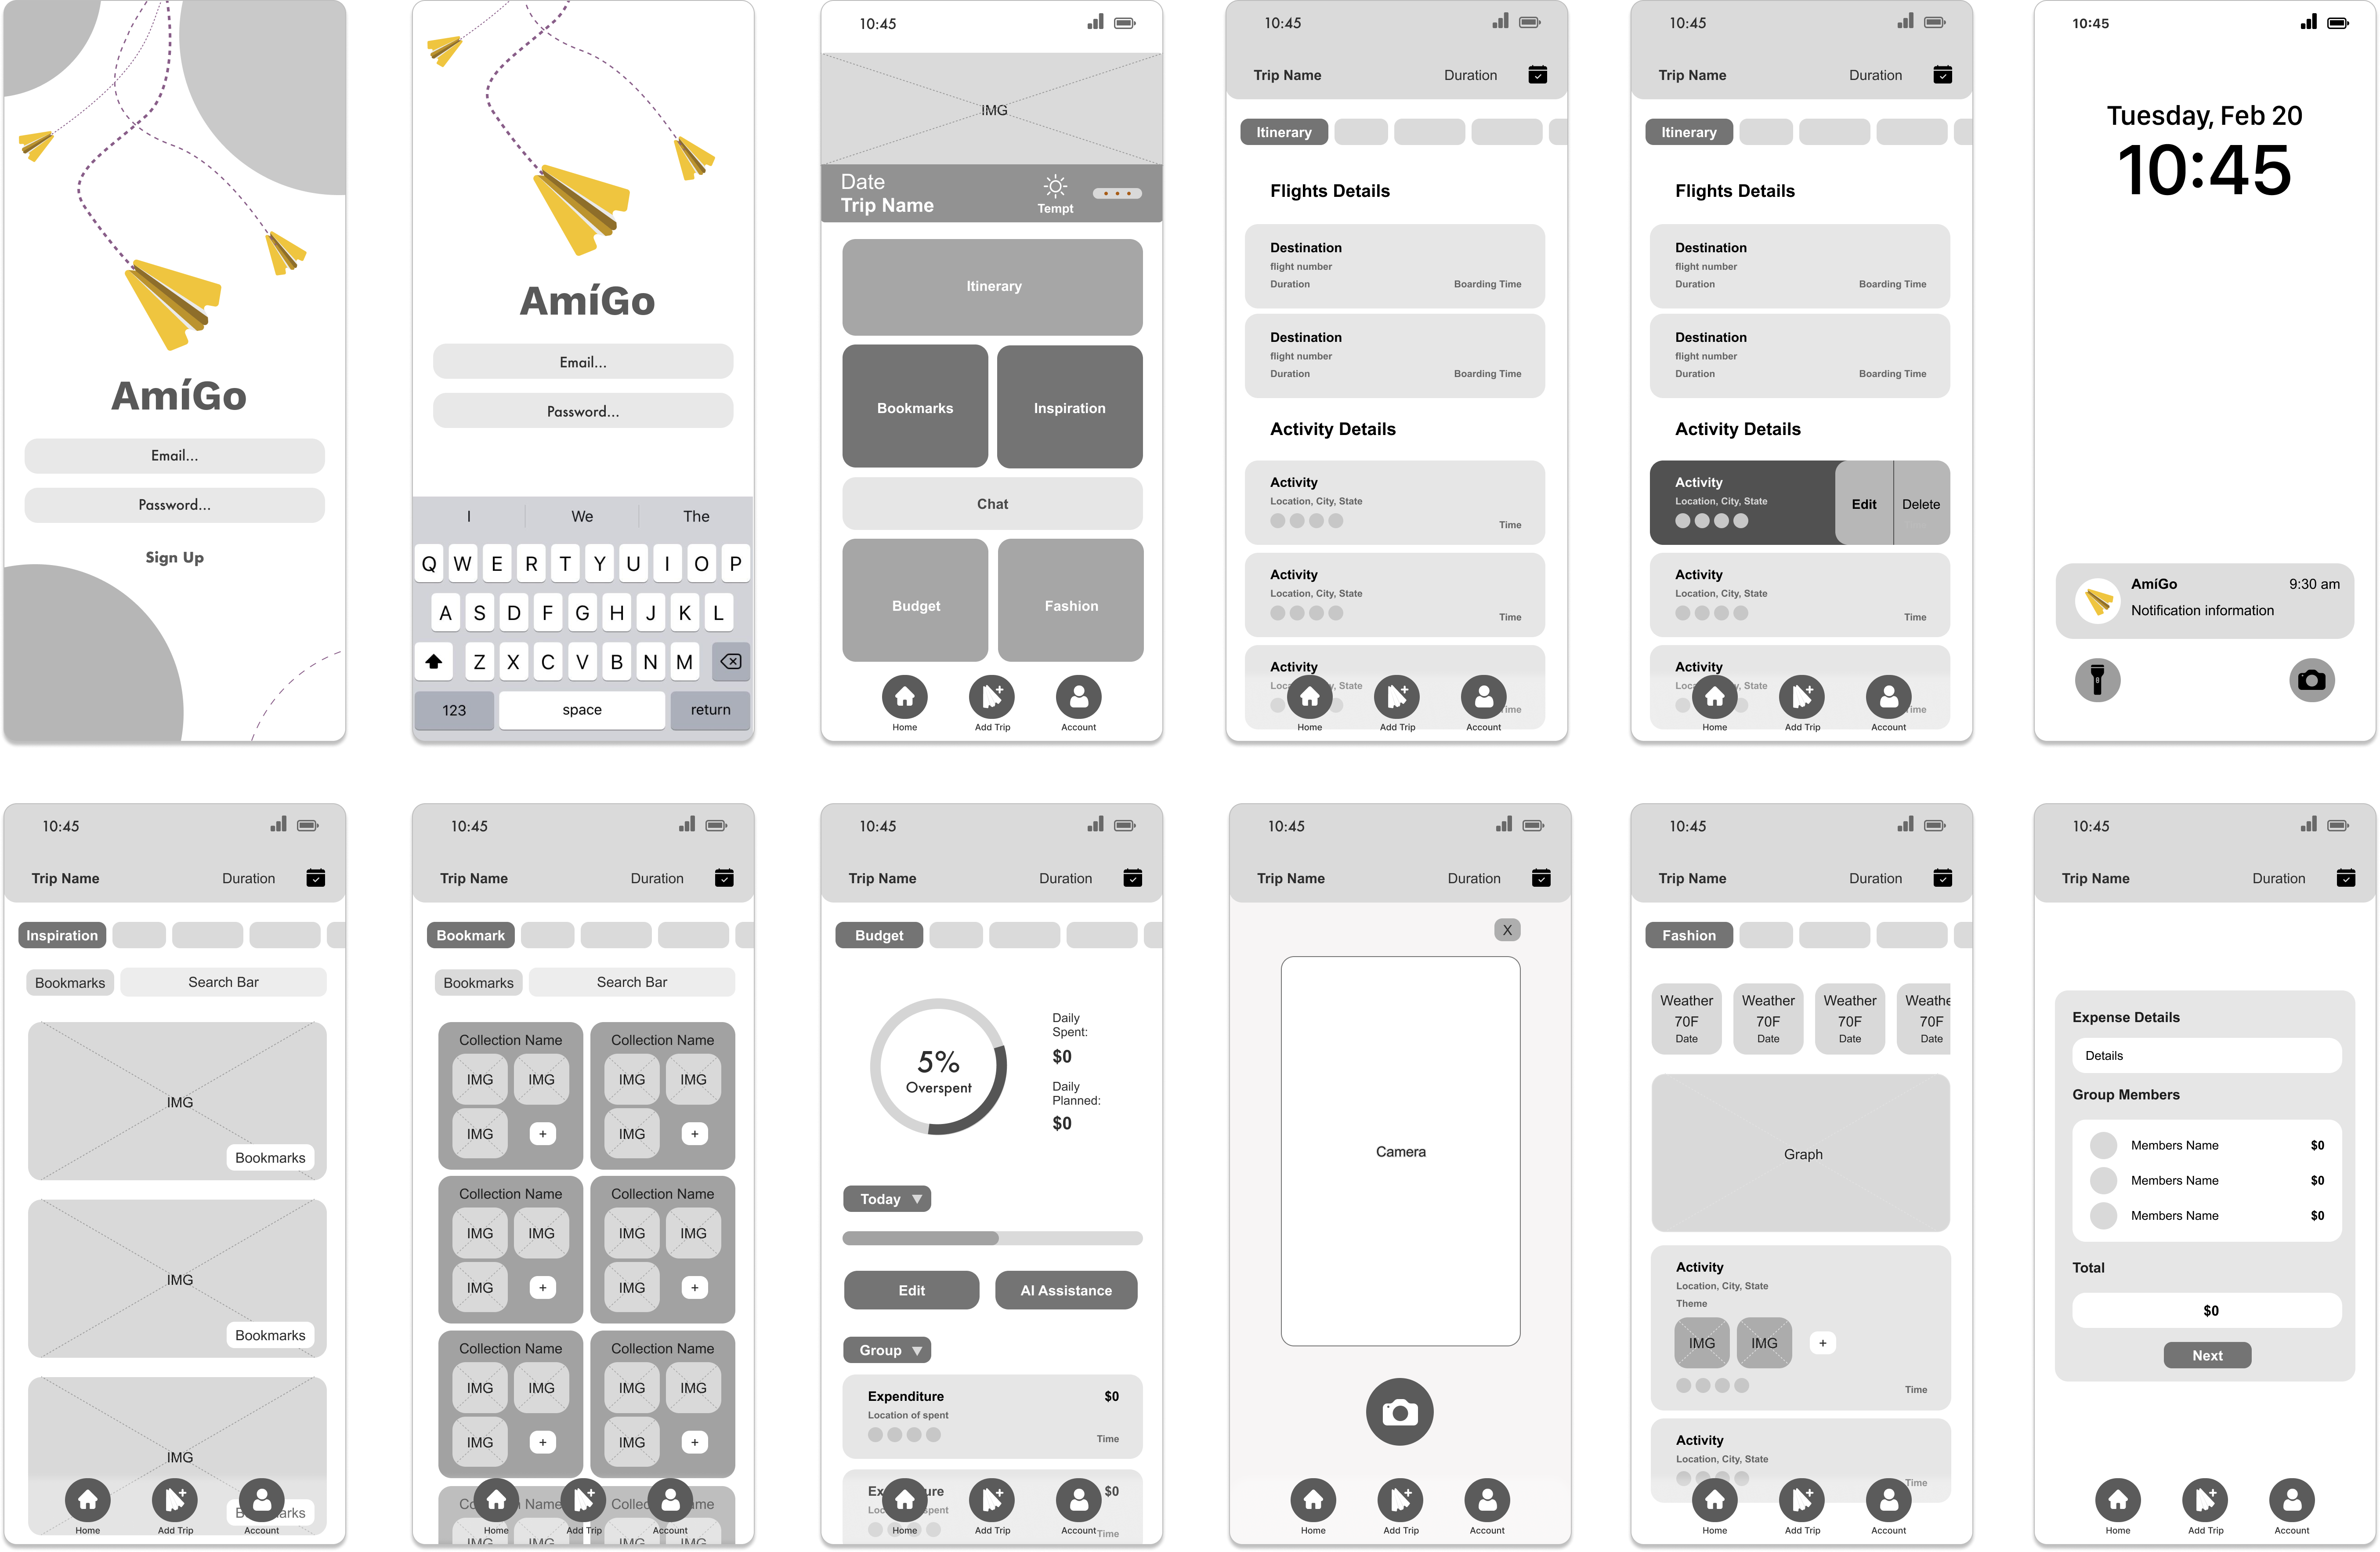 AmíGo
Email...
Password...
Sign Up
AmíGo
Email...
Password...
I We The
Q W E R T Y U I O P
A S D F G H J K L
Z X C V B N M
123 space return
10:45
IMG
Date
Trip Name
Tempt
Itinerary
Bookmarks Inspiration
Chat
Budget Fashion
Home Add Trip Account
10:45
Trip Name Duration
Itinerary
Flights Details
Destination
flight number
Duration Boarding Time
Destination
flight number
Duration Boarding Time
Activity Details
Activity
Location, City, State
Time
Activity
Location, City, State
Time
Activity
Location, City, State
Time
Home Add Trip Account
10:45
Trip Name Duration
Itinerary
Flights Details
Destination
flight number
Duration Boarding Time
Destination
flight number
Duration Boarding Time
Activity Details
Activity
Location, City, State
Edit Delete
Activity
Location, City, State
Time
Activity
Location, City, State
Time
Home Add Trip Account
10:45
Tuesday, Feb 20
10:45
AmíGo 9:30 am
Notification information
10:45
Trip Name Duration
Inspiration
Bookmarks Search Bar
IMG
Bookmarks
IMG
Bookmarks
IMG
Bookmarks
Home Add Trip Account
10:45
Trip Name Duration
Bookmark
Bookmarks Search Bar
Collection Name Collection Name
IMG IMG IMG IMG
IMG + IMG +
Collection Name Collection Name
IMG IMG IMG IMG
IMG + IMG +
Collection Name Collection Name
IMG IMG IMG IMG
IMG + IMG +
Collection Name Collection Name
IMG IMG IMG IMG
Home Add Trip Account
10:45
Trip Name Duration
Budget
5%
Overspent
Daily
Spent:
$0
Daily
Planned:
$0
Today
Edit AI Assistance
Group
Expenditure $0
Location of spent
Time
Expenditure $0
Location of spent
Time
Home Add Trip Account
10:45
Trip Name Duration
X
Camera
Home Add Trip Account
10:45
Trip Name Duration
Fashion
Weather Weather Weather Weathe
70F 70F 70F 70F
Date Date Date Date
Graph
Activity
Location, City, State
Theme
IMG IMG +
Time
Activity
Location, City, State
Time
Home Add Trip Account
10:45
Trip Name Duration
Expense Details
Details
Group Members
Members Name $0
Members Name $0
Members Name $0
Total
$0
Next
Home Add Trip Account